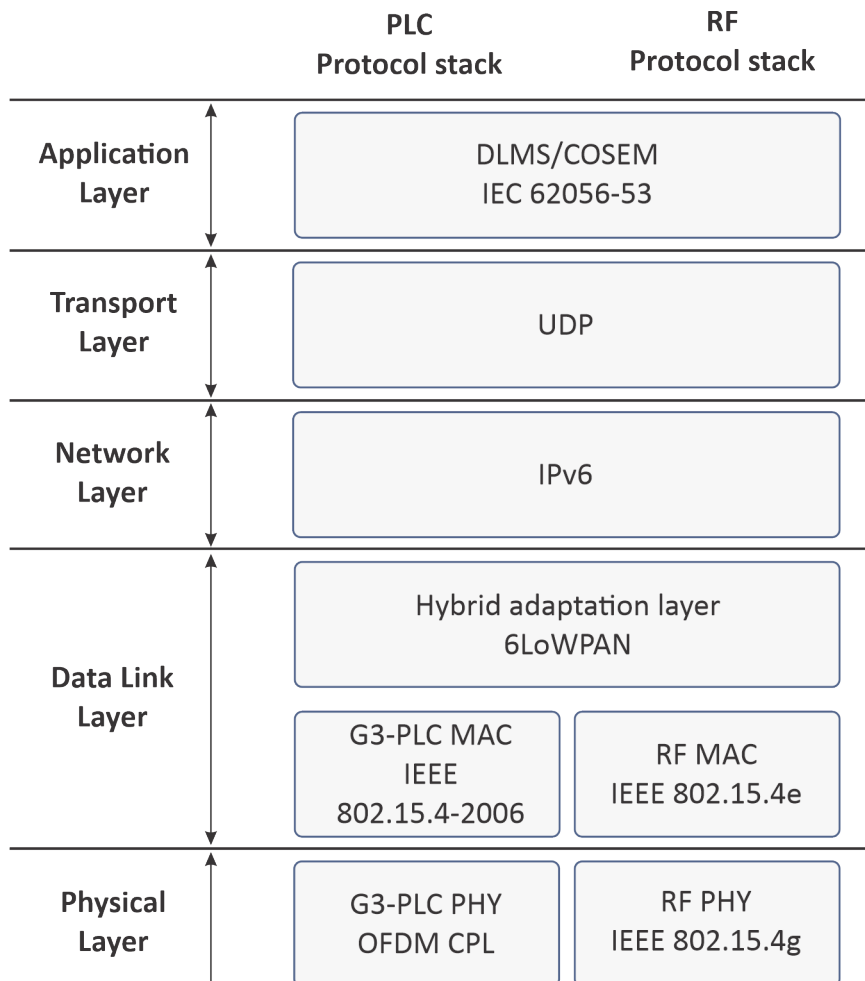 PLC
Protocol stack
RF
Protocol stack
Application
Layer
DLMS/COSEM
IEC 62056-53
Transport
Layer
UDP
Network
Layer
IPv6
Data Link
Layer
Hybrid adaptation layer
6LoWPAN
G3-PLC MAC
IEEE
802.15.4-2006
RF MAC
IEEE 802.15.4e
Physical
Layer
G3-PLC PHY
OFDM CPL
RF PHY
IEEE 802.15.4g